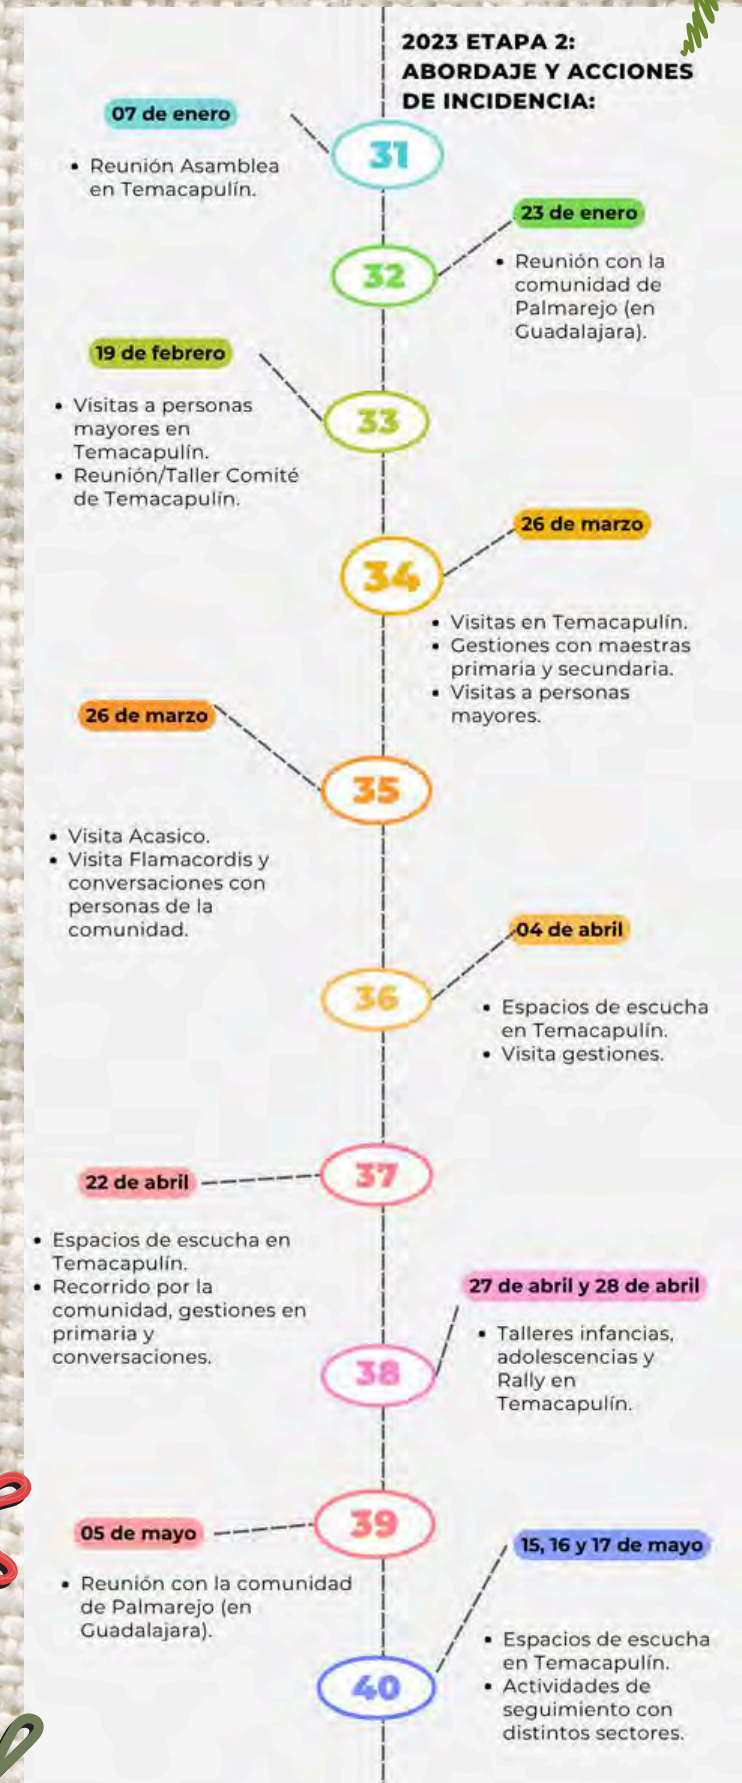 2023 ETAPA 2:
ABORDAJE Y ACCIONES
DE INCIDENCIA:
07 de enero
31
• Reunión Asamblea
en Temacapulín.
23 de enero
32
• Reunión con la
comunidad de
Palmarejo (en
Guadalajara).
19 de febrero
33
• Visitas a personas
mayores en
Temacapulín.
• Reunión/Taller Comité
de Temacapulín.
26 de marzo
34
• Visitas en Temacapulín.
• Gestiones con maestras
primaria y secundaria.
• Visitas a personas
mayores.
26 de marzo
35
• Visita Acasico.
• Visita Flamacordis y
conversaciones con
personas de la
comunidad.
04 de abril
36
• Espacios de escucha
en Temacapulín.
• Visita gestiones.
22 de abril
37
• Espacios de escucha en
Temacapulín.
• Recorrido por la
comunidad, gestiones en
primaria y
conversaciones.
27 de abril y 28 de abril
38
• Talleres infancias,
adolescencias y
Rally en
Temacapulín.
05 de mayo
39
• Reunión con la comunidad
de Palmarejo (en
Guadalajara).
15, 16 y 17 de mayo
40
• Espacios de escucha
en Temacapulín.
• Actividades de
seguimiento con
distintos sectores.